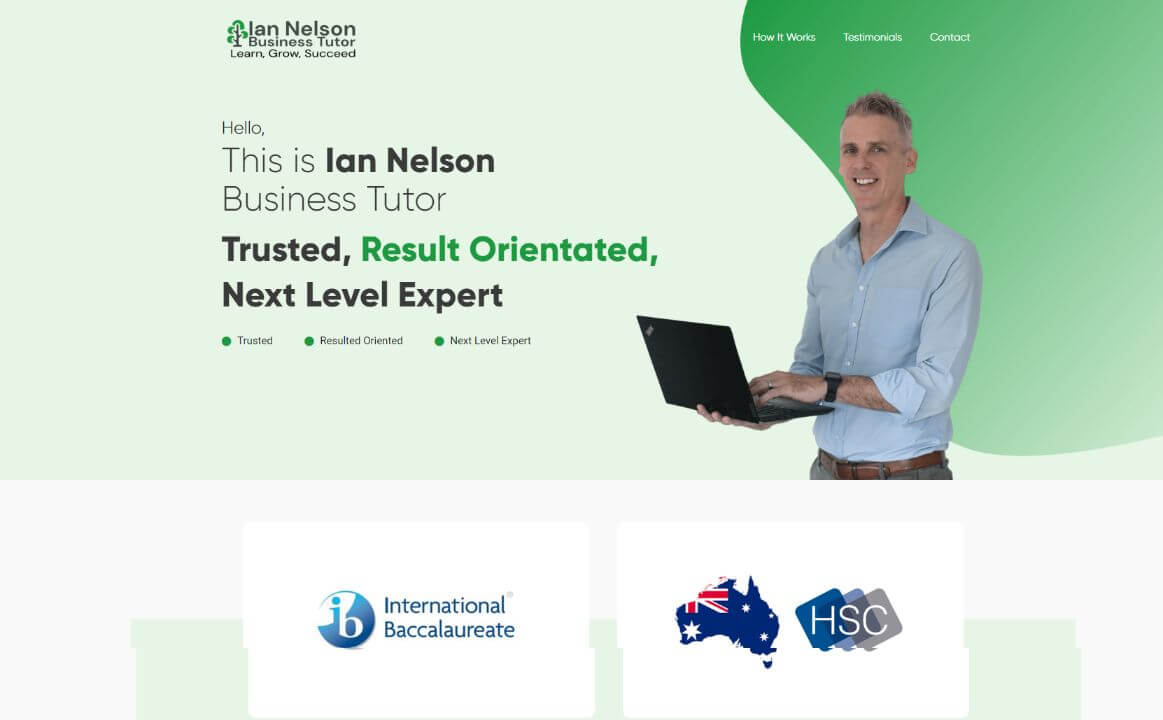 Ian Nelson
Business Tutor
Learn, Grow, Succeed
How It Works
Testimonials
Contact
Hello,
This is Ian Nelson
Business Tutor
Trusted, Result Orientated,
Next Level Expert
Trusted
Resulted Oriented
Next Level Expert
ib
International
Baccalaureate
HSC